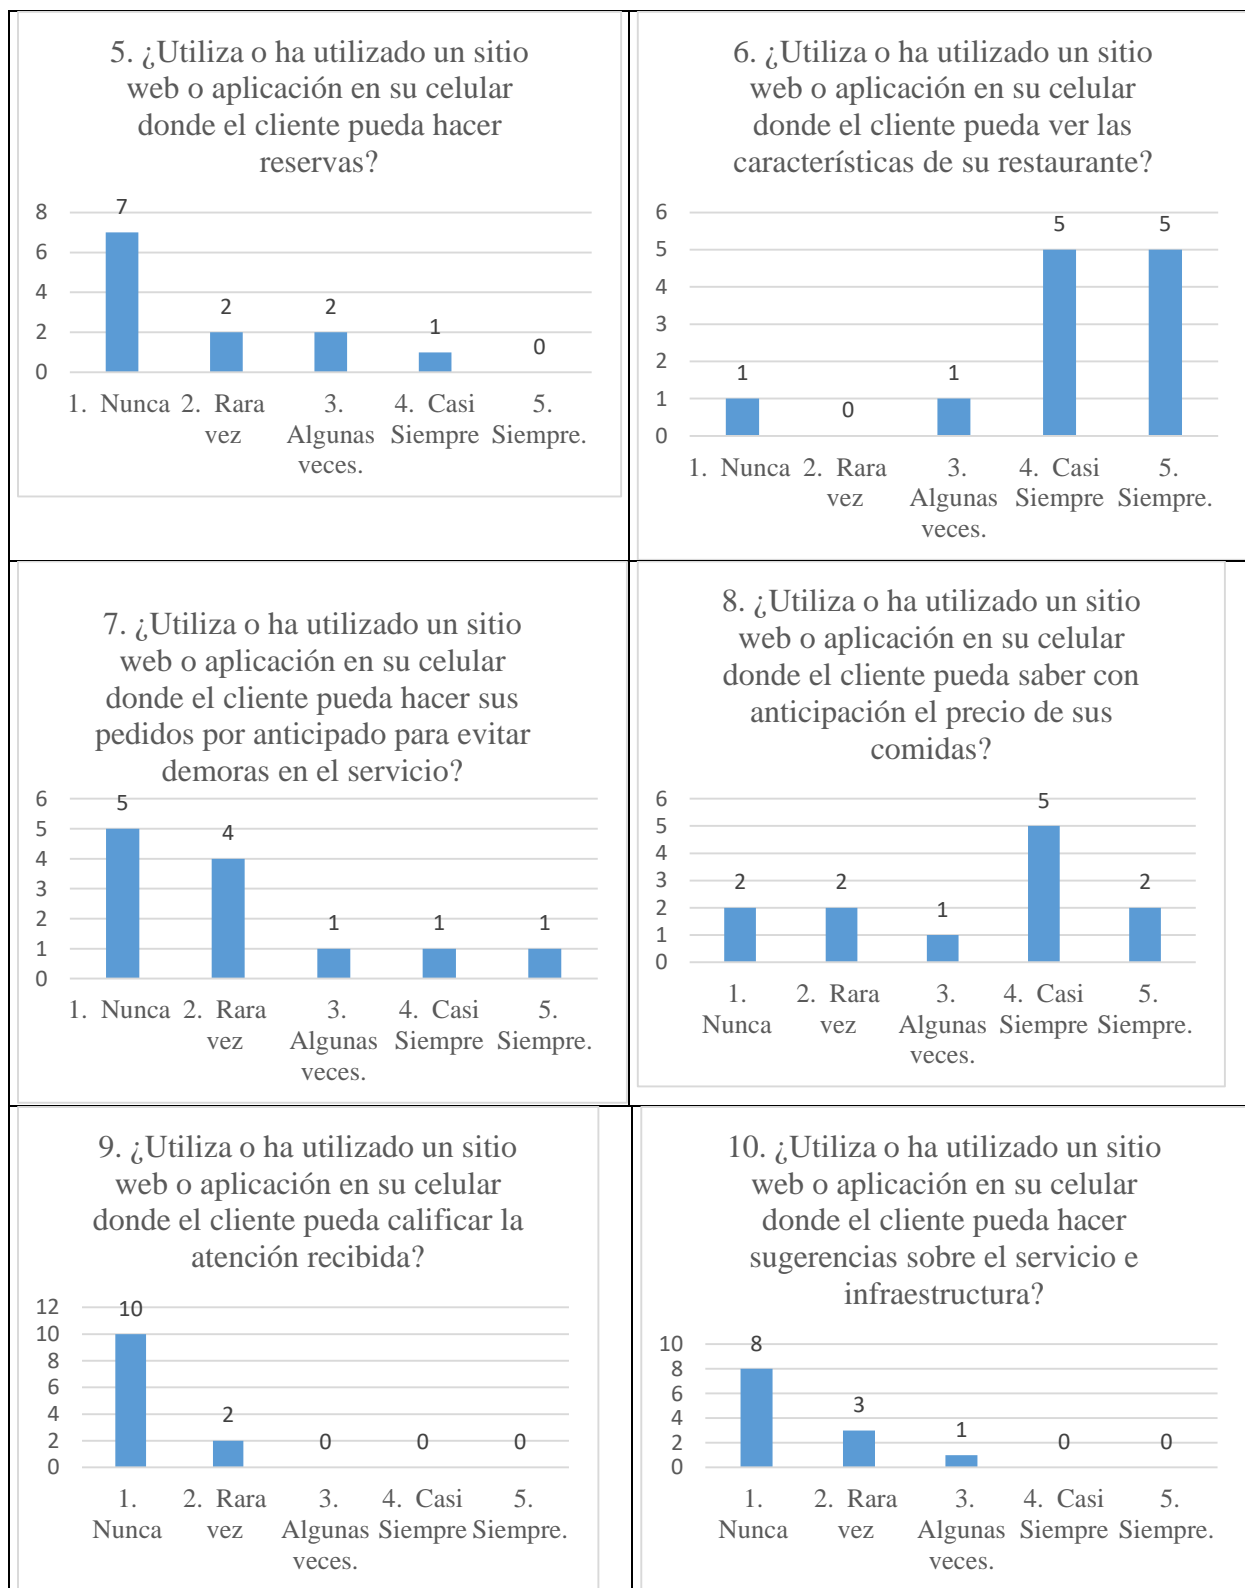 5. ¿Utiliza o ha utilizado un sitio
web o aplicación en su celular
donde el cliente pueda hacer
reservas?
8
6
4
2
0
7
2
2
1
0
1. Nunca 2. Rara 3. 4. Casi 5.
vez Algunas Siempre Siempre.
veces.
6. ¿Utiliza o ha utilizado un sitio
web o aplicación en su celular
donde el cliente pueda ver las
características de su restaurante?
6
5
4
3
2
1
0
1
0
1
5
5
1. Nunca 2. Rara 3. 4. Casi 5.
vez Algunas Siempre Siempre.
veces.
7. ¿Utiliza o ha utilizado un sitio
web o aplicación en su celular
donde el cliente pueda hacer sus
pedidos por anticipado para evitar
demoras en el servicio?
6
5
4
3
2
1
0
5
4
1
1
1
1. Nunca 2. Rara 3. 4. Casi 5.
vez Algunas Siempre Siempre.
veces.
8. ¿Utiliza o ha utilizado un sitio
web o aplicación en su celular
donde el cliente pueda saber con
anticipación el precio de sus
comidas?
6
5
4
3
2
1
0
2
2
1
5
2
1. 2. Rara 3. 4. Casi 5.
Nunca vez Algunas Siempre Siempre.
veces.
9. ¿Utiliza o ha utilizado un sitio
web o aplicación en su celular
donde el cliente pueda calificar la
atención recibida?
12
10
8
6
4
2
0
10
2
0
0
0
1. 2. Rara 3. 4. Casi 5.
Nunca vez Algunas Siempre Siempre.
veces.
10. ¿Utiliza o ha utilizado un sitio
web o aplicación en su celular
donde el cliente pueda hacer
sugerencias sobre el servicio e
infraestructura?
10
8
6
4
2
0
8
3
1
0
0
1. 2. Rara 3. 4. Casi 5.
Nunca vez Algunas Siempre Siempre.
veces.